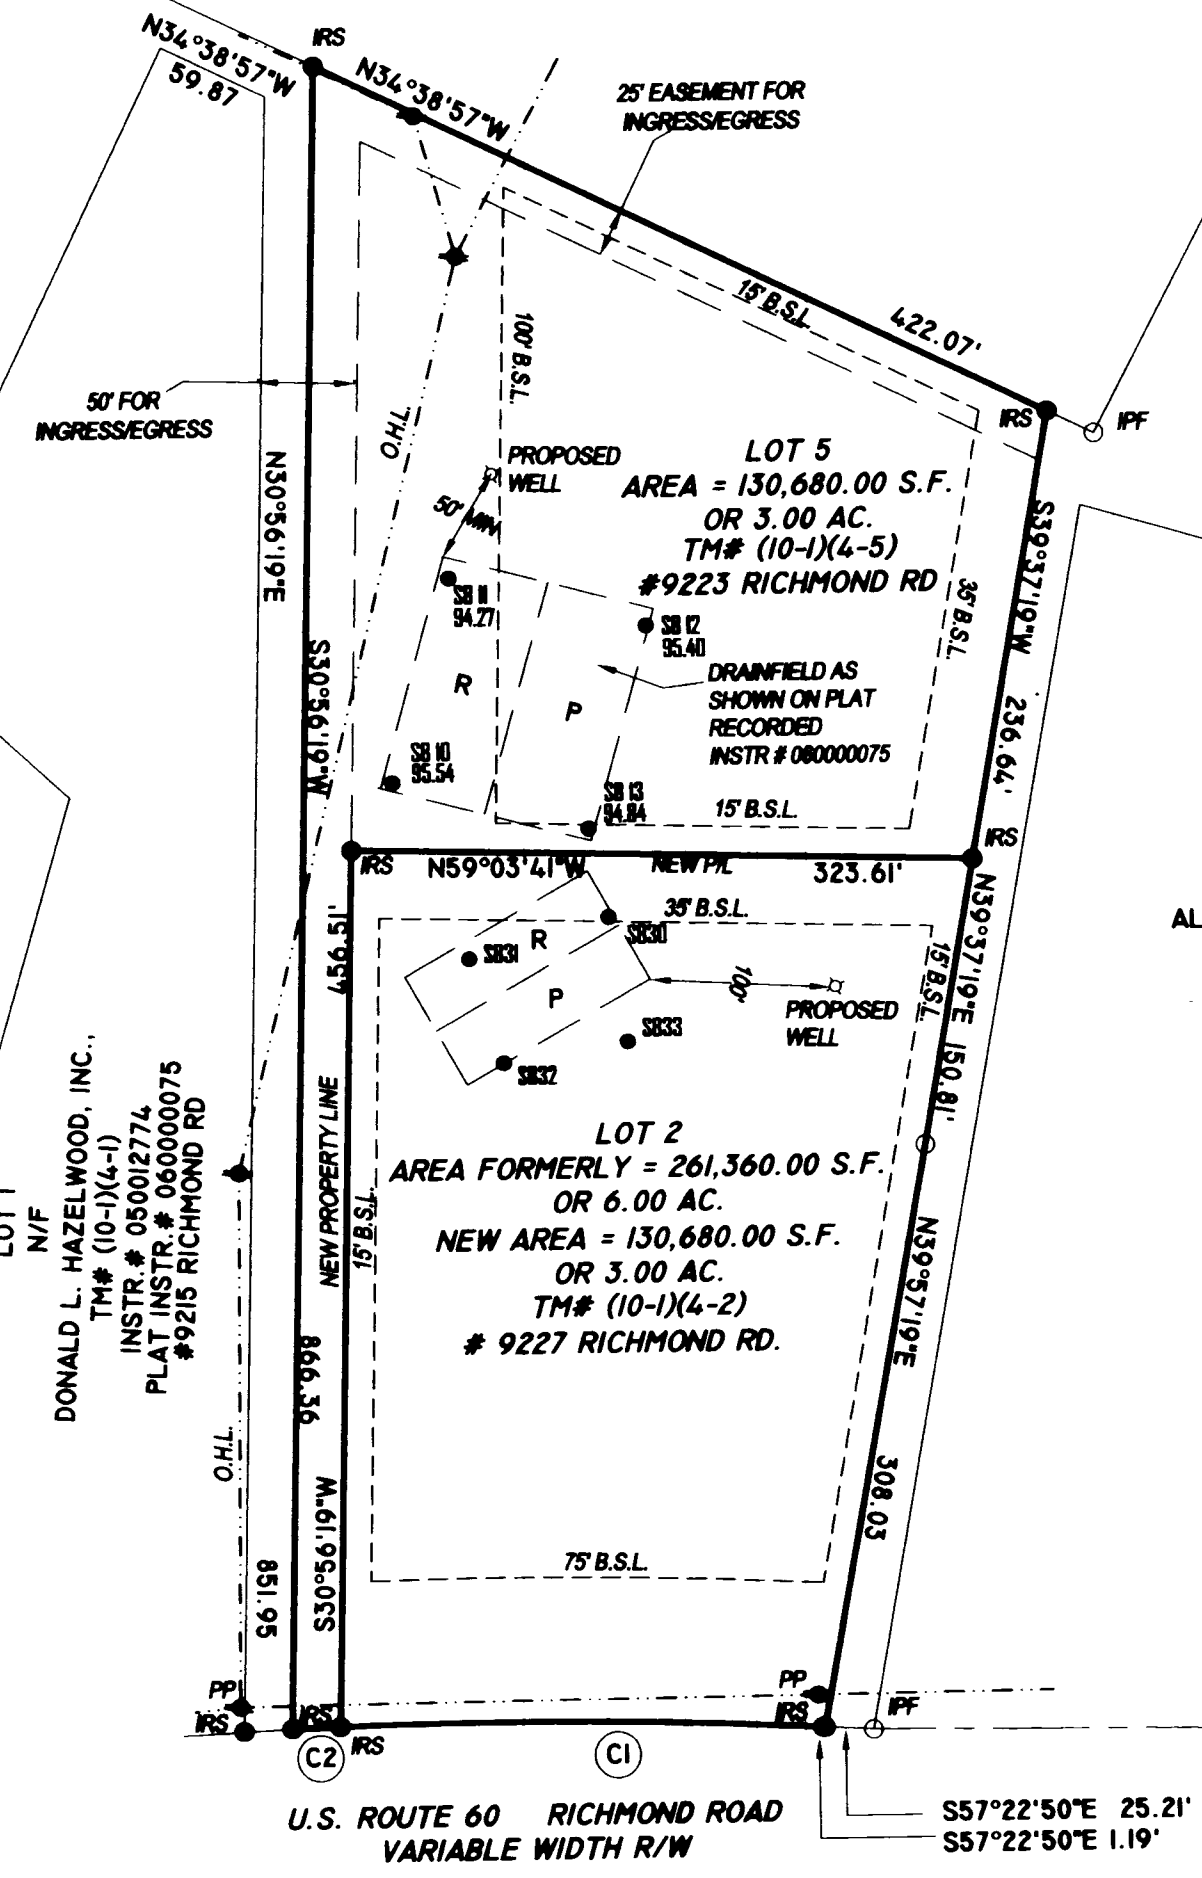 N34°38'57"W
59.87
IRS
N34°38'57"W
25' EASEMENT FOR
INGRESS/EGRESS
15' B.S.L.
422.07'
IRS
IPF
100' B.S.L.
50' FOR
INGRESS/EGRESS
O.H.L.
N30°56'19"E
PROPOSED
WELL
50' MIN
LOT 5
AREA = 130,680.00 S.F.
OR 3.00 AC.
TM# (10-1)(4-5)
#9223 RICHMOND RD
S39°37'19"W
236.64'
35' B.S.L.
SB 11
94.27
SB 12
95.40
R
P
DRAINFIELD AS
SHOWN ON PLAT
RECORDED
INSTR # 080000075
S30°56'19"W
SB 10
95.54
SB 13
94.84
15' B.S.L.
IRS
IRS
N59°03'41"W
NEW P/L
323.61'
35' B.S.L.
456.51'
R
P
SB30
SB31
SB32
SB33
100'
PROPOSED
WELL
15' B.S.L.
N39°37'19"E 150.81'
AL
LOT 1
N/F
DONALD L. HAZELWOOD, INC.,
TM# (10-1)(4-1)
INSTR.# 050012774
PLAT INSTR.# 060000075
#9215 RICHMOND RD
NEW PROPERTY LINE
15' B.S.L.
LOT 2
AREA FORMERLY = 261,360.00 S.F.
OR 6.00 AC.
NEW AREA = 130,680.00 S.F.
OR 3.00 AC.
TM# (10-1)(4-2)
# 9227 RICHMOND RD.
N39°57'19"E
308.03
866.36
O.H.L.
851.95
S30°56'19"W
75' B.S.L.
PP
IRS
IRS
IRS
PP
IRS
IPF
C2
C1
U.S. ROUTE 60 RICHMOND ROAD
VARIABLE WIDTH R/W
S57°22'50"E 25.21'
S57°22'50"E 1.19'